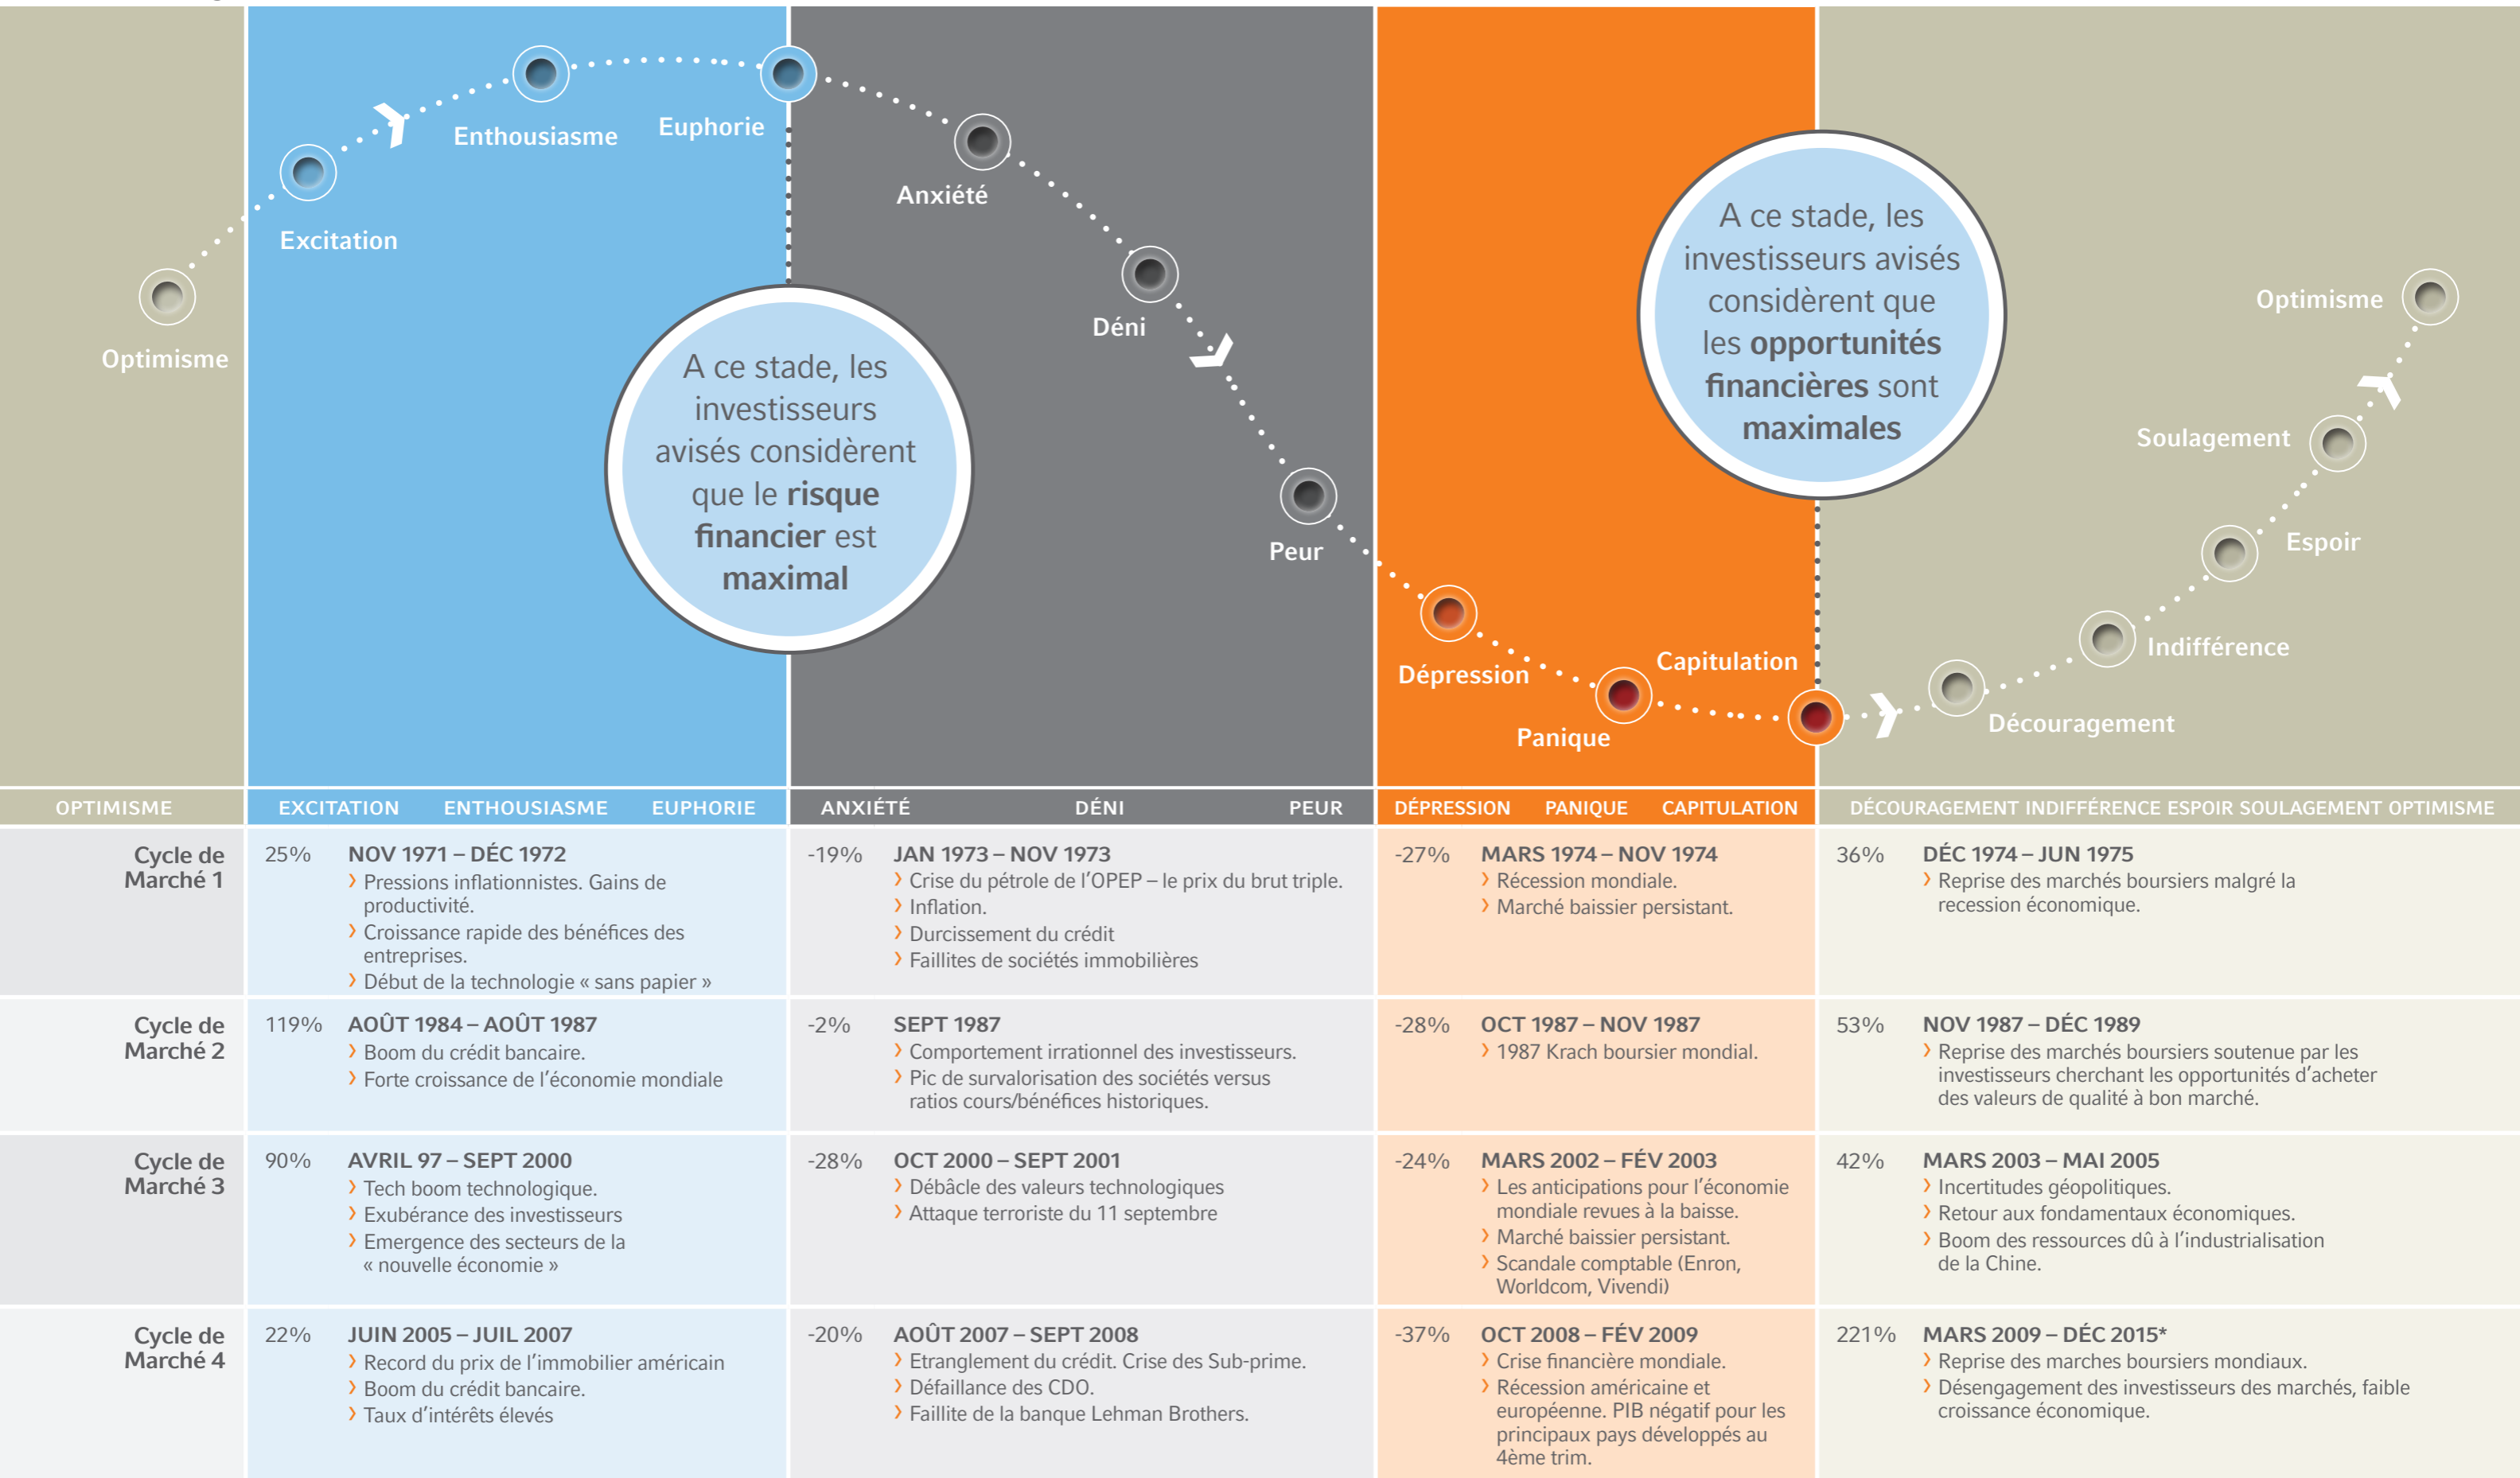 Enthousiasme
Euphorie
Excitation
Optimisme
Anxiété
Déni
Peur
A ce stade, les
investisseurs
avisés considèrent
que le risque
financier est
maximal
A ce stade, les
investisseurs avisés
considèrent que
les opportunités
financières sont
maximales
Dépression
Panique
Capitulation
Découragement
Indifférence
Espoir
Soulagement
Optimisme
OPTIMISME
EXCITATION ENTHOUSIASME EUPHORIE
ANXIÉTÉ DÉNI PEUR
DÉPRESSION PANIQUE CAPITULATION
DÉCOURAGEMENT INDIFFÉRENCE ESPOIR SOULAGEMENT OPTIMISME
Cycle de
Marché 1
25% NOV 1971 – DÉC 1972
› Pressions inflationnistes. Gains de
productivité.
› Croissance rapide des bénéfices des
entreprises.
› Début de la technologie « sans papier »
-19% JAN 1973 – NOV 1973
› Crise du pétrole de l’OPEP – le prix du brut triple.
› Inflation.
› Durcissement du crédit
› Faillites de sociétés immobilières
-27% MARS 1974 – NOV 1974
› Récession mondiale.
› Marché baissier persistant.
36% DÉC 1974 – JUN 1975
› Reprise des marchés boursiers malgré la
recession économique.
Cycle de
Marché 2
119% AOÛT 1984 – AOÛT 1987
› Boom du crédit bancaire.
› Forte croissance de l’économie mondiale
-2% SEPT 1987
› Comportement irrationnel des investisseurs.
› Pic de survalorisation des sociétés versus
ratios cours/bénéfices historiques.
-28% OCT 1987 – NOV 1987
› 1987 Krach boursier mondial.
53% NOV 1987 – DÉC 1989
› Reprise des marchés boursiers soutenue par les
investisseurs cherchant les opportunités d’acheter
des valeurs de qualité à bon marché.
Cycle de
Marché 3
90% AVRIL 97 – SEPT 2000
› Tech boom technologique.
› Exubérance des investisseurs
› Emergence des secteurs de la
« nouvelle économie »
-28% OCT 2000 – SEPT 2001
› Débâcle des valeurs technologiques
› Attaque terroriste du 11 septembre
-24% MARS 2002 – FÉV 2003
› Les anticipations pour l’économie
mondiale revues à la baisse.
› Marché baissier persistant.
› Scandale comptable (Enron,
Worldcom, Vivendi)
42% MARS 2003 – MAI 2005
› Incertitudes géopolitiques.
› Retour aux fondamentaux économiques.
› Boom des ressources dû à l’industrialisation
de la Chine.
Cycle de
Marché 4
22% JUIN 2005 – JUIL 2007
› Record du prix de l’immobilier américain
› Boom du crédit bancaire.
› Taux d’intérêts élevés
-20% AOÛT 2007 – SEPT 2008
› Etranglement du crédit. Crise des Sub-prime.
› Défaillance des CDO.
› Faillite de la banque Lehman Brothers.
-37% OCT 2008 – FÉV 2009
› Crise financière mondiale.
› Récession américaine et
européenne. PIB négatif pour les
principaux pays développés au
4ème trim.
221% MARS 2009 – DÉC 2015*
› Reprise des marches boursiers mondiaux.
› Désengagement des investisseurs des marchés, faible
croissance économique.